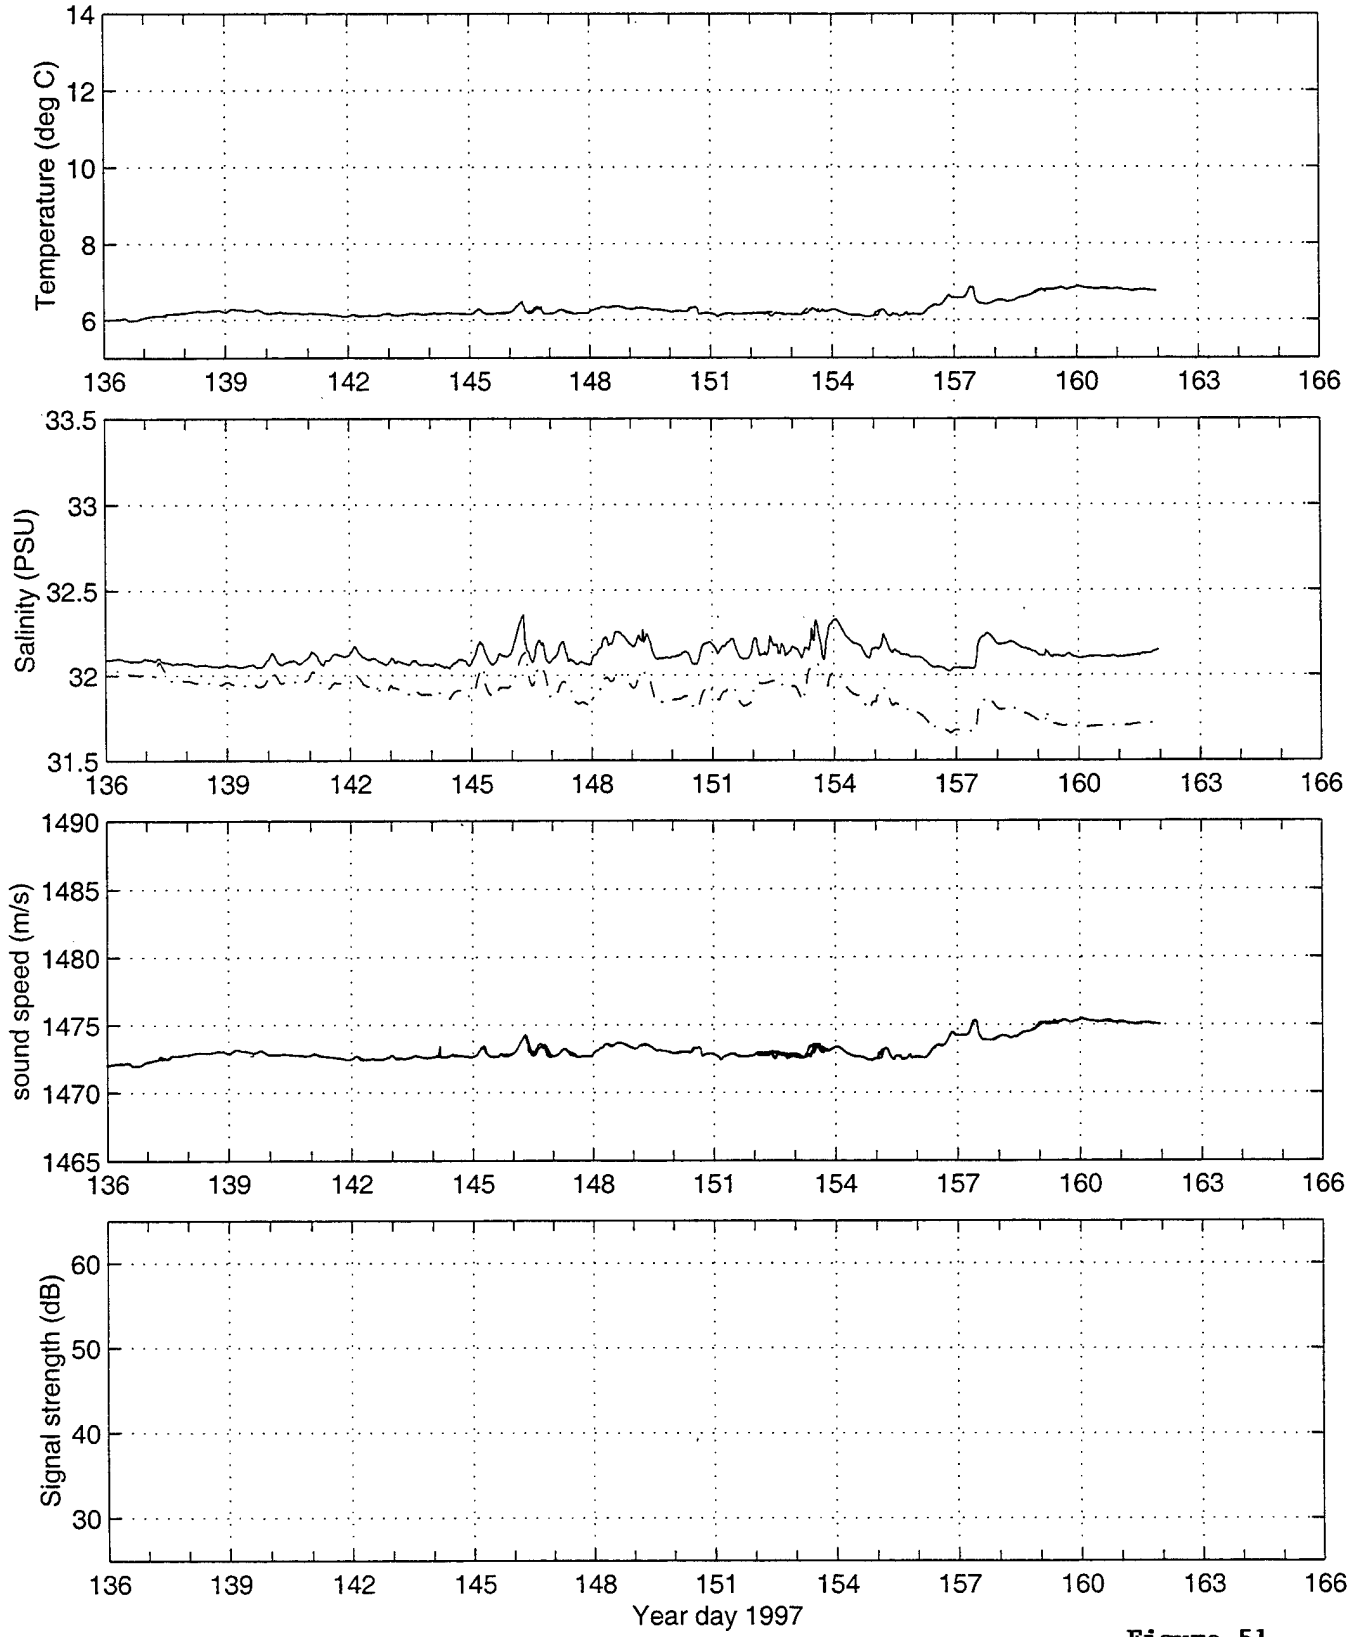 14
12
10
8
6
Temperature (deg C)
136 139 142 145 148 151 154 157 160 163 166
33.5
33
32.5
32
31.5
Salinity (PSU)
136 139 142 145 148 151 154 157 160 163 166
1490
1485
1480
1475
1470
1465
sound speed (m/s)
136 139 142 145 148 151 154 157 160 163 166
60
50
40
30
Signal strength (dB)
136 139 142 145 148 151 154 157 160 163 166
Year day 1997
Figure 51